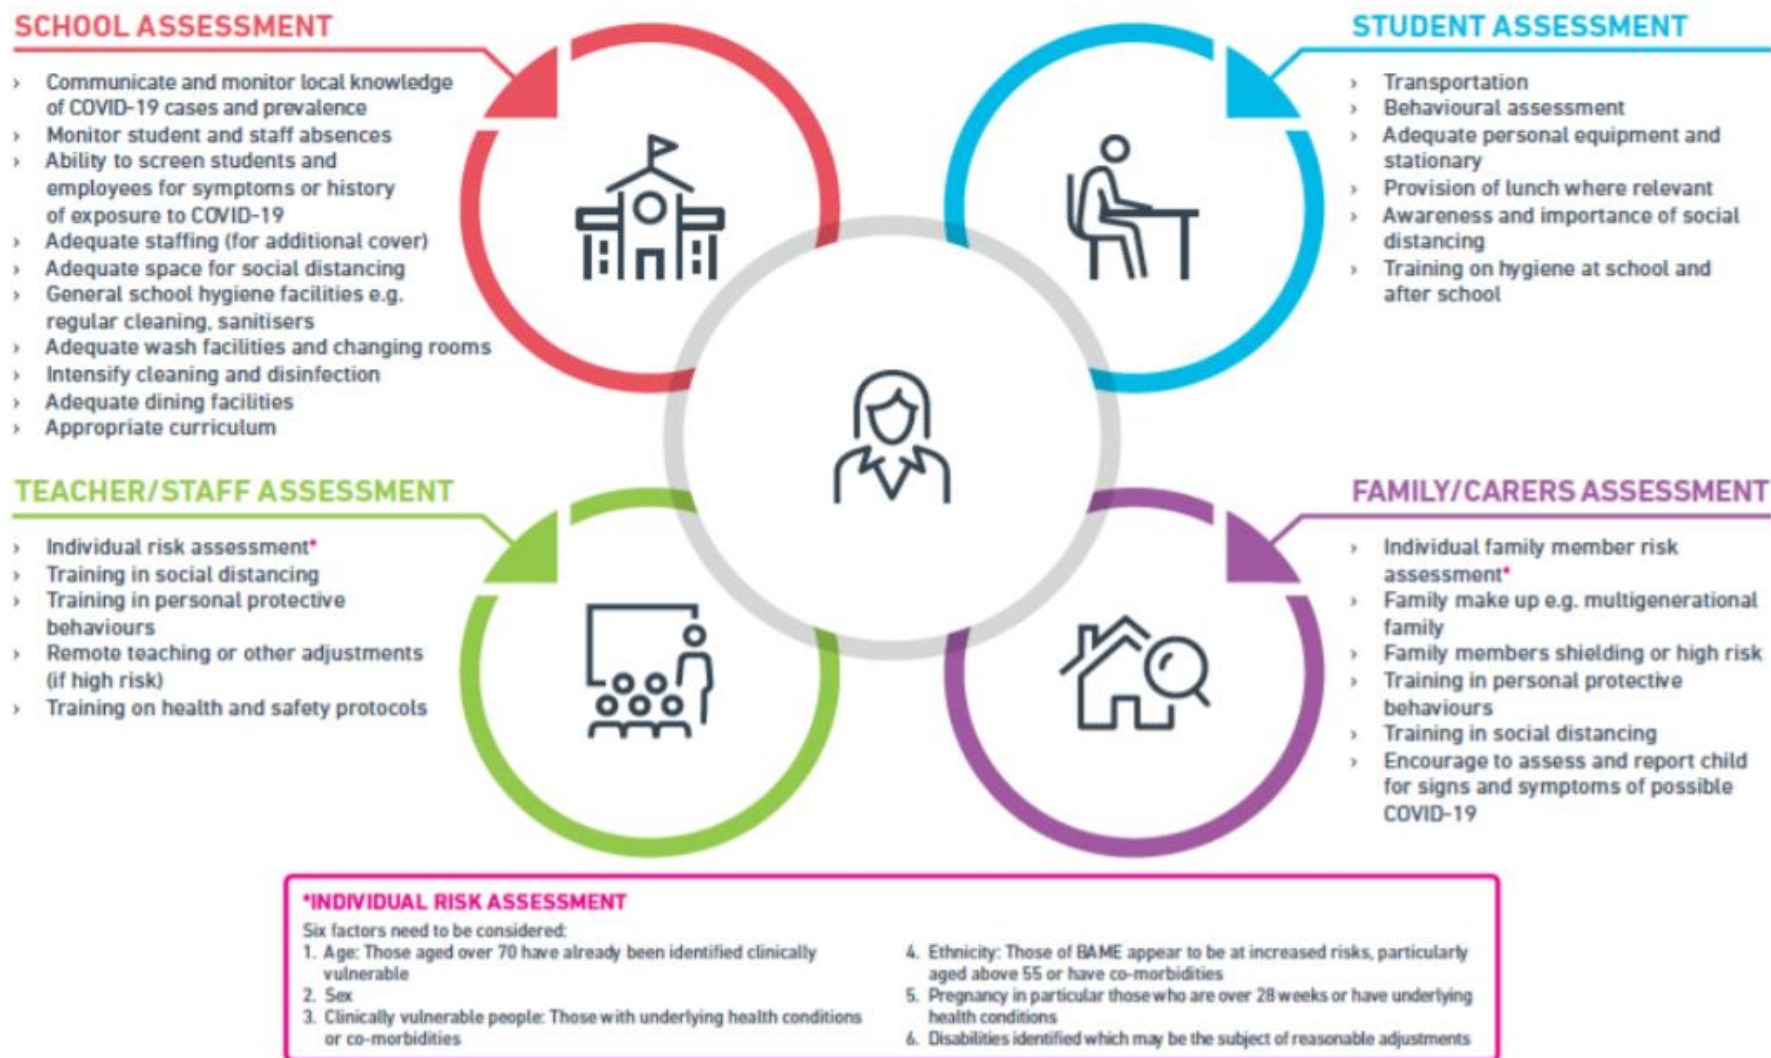 SCHOOL ASSESSMENT
› Communicate and monitor local knowledge
of COVID-19 cases and prevalence
› Monitor student and staff absences
› Ability to screen students and
employees for symptoms or history
of exposure to COVID-19
› Adequate staffing (for additional cover)
› Adequate space for social distancing
› General school hygiene facilities e.g.
regular cleaning, sanitisers
› Adequate wash facilities and changing rooms
› Intensify cleaning and disinfection
› Adequate dining facilities
› Appropriate curriculum
STUDENT ASSESSMENT
› Transportation
› Behavioural assessment
› Adequate personal equipment and
stationary
› Provision of lunch where relevant
› Awareness and importance of social
distancing
› Training on hygiene at school and
after school
TEACHER/STAFF ASSESSMENT
› Individual risk assessment*
› Training in social distancing
› Training in personal protective
behaviours
› Remote teaching or other adjustments
(if high risk)
› Training on health and safety protocols
FAMILY/CARERS ASSESSMENT
› Individual family member risk
assessment*
› Family make up e.g. multigenerational
family
› Family members shielding or high risk
› Training in personal protective
behaviours
› Training in social distancing
› Encourage to assess and report child
for signs and symptoms of possible
COVID-19
*INDIVIDUAL RISK ASSESSMENT
Six factors need to be considered:
1. Age: Those aged over 70 have already been identified clinically
vulnerable
2. Sex
3. Clinically vulnerable people: Those with underlying health conditions
or co-morbidities
4. Ethnicity: Those of BAME appear to be at increased risks, particularly
aged above 55 or have co-morbidities
5. Pregnancy in particular those who are over 28 weeks or have underlying
health conditions
6. Disabilities identified which may be the subject of reasonable adjustments